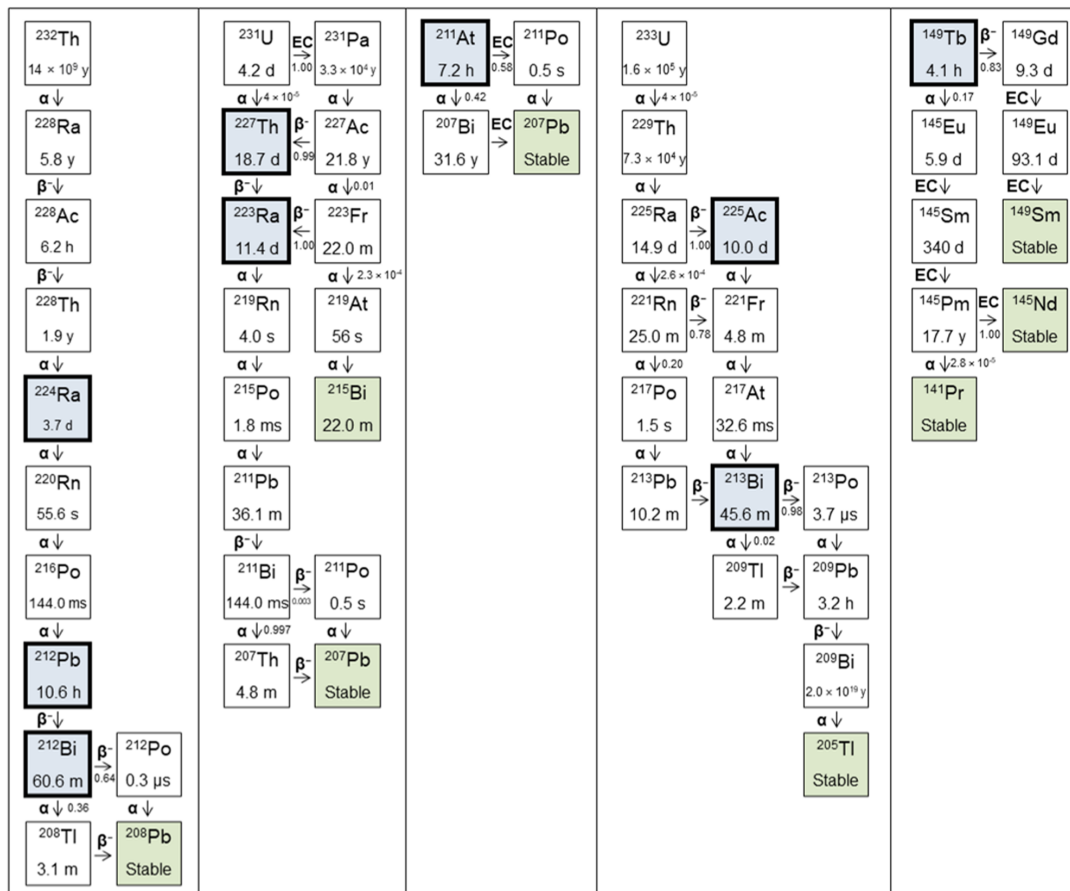 ²³²Th
14 × 10⁹ y
α
²²⁸Ra
5.8 y
β⁻
²²⁸Ac
6.2 h
β⁻
²²⁸Th
1.9 y
α
²²⁴Ra
3.7 d
α
²²⁰Rn
55.6 s
α
²¹⁶Po
144.0 ms
α
²¹²Pb
10.6 h
β⁻
²¹²Bi β⁻ ²¹²Po
60.6 m 0.64 0.3 µs
α 0.36 α
²⁰⁸Tl β⁻ ²⁰⁸Pb
3.1 m Stable
²³¹U EC ²³¹Pa
4.2 d 1.00 3.3 × 10⁴ y
α 4 × 10⁻⁵ α
²²⁷Th β⁻ ²²⁷Ac
18.7 d 0.99 21.8 y
β⁻ α 0.01
²²³Ra β⁻ ²²³Fr
11.4 d 1.00 22.0 m
α α 2.3 × 10⁻⁴
²¹⁹Rn ²¹⁹At
4.0 s 56 s
α α
²¹⁵Po ²¹⁵Bi
1.8 ms 22.0 m
α
²¹¹Pb
36.1 m
β⁻
²¹¹Bi β⁻ ²¹¹Po
144.0 ms 0.003 0.5 s
α 0.997 α
²⁰⁷Th β⁻ ²⁰⁷Pb
4.8 m Stable
²¹¹At EC ²¹¹Po
7.2 h 0.58 0.5 s
α 0.42 α
²⁰⁷Bi EC ²⁰⁷Pb
31.6 y Stable
²³³U
1.6 × 10⁵ y
α 4 × 10⁻⁵
²²⁹Th
7.3 × 10⁴ y
α
²²⁵Ra β⁻ ²²⁵Ac
14.9 d 1.00 10.0 d
α 2.6 × 10⁻⁴ α
²²¹Rn β⁻ ²²¹Fr
25.0 m 0.78 4.8 m
α 0.20 α
²¹⁷Po ²¹⁷At
1.5 s 32.6 ms
α α
²¹³Pb β⁻ ²¹³Bi β⁻ ²¹³Po
10.2 m 45.6 m 0.98 3.7 µs
α 0.02 α
²⁰⁹Tl β⁻ ²⁰⁹Pb
2.2 m 3.2 h
β⁻
²⁰⁹Bi
2.0 × 10¹⁹ y
α
²⁰⁵Tl
Stable
¹⁴⁹Tb β⁻ ¹⁴⁹Gd
4.1 h 0.83 9.3 d
α 0.17 EC
¹⁴⁵Eu ¹⁴⁹Eu
5.9 d 93.1 d
EC EC
¹⁴⁵Sm ¹⁴⁹Sm
340 d Stable
EC
¹⁴⁵Pm EC ¹⁴⁵Nd
17.7 y 1.00 Stable
α 2.8 × 10⁻⁵
¹⁴¹Pr
Stable